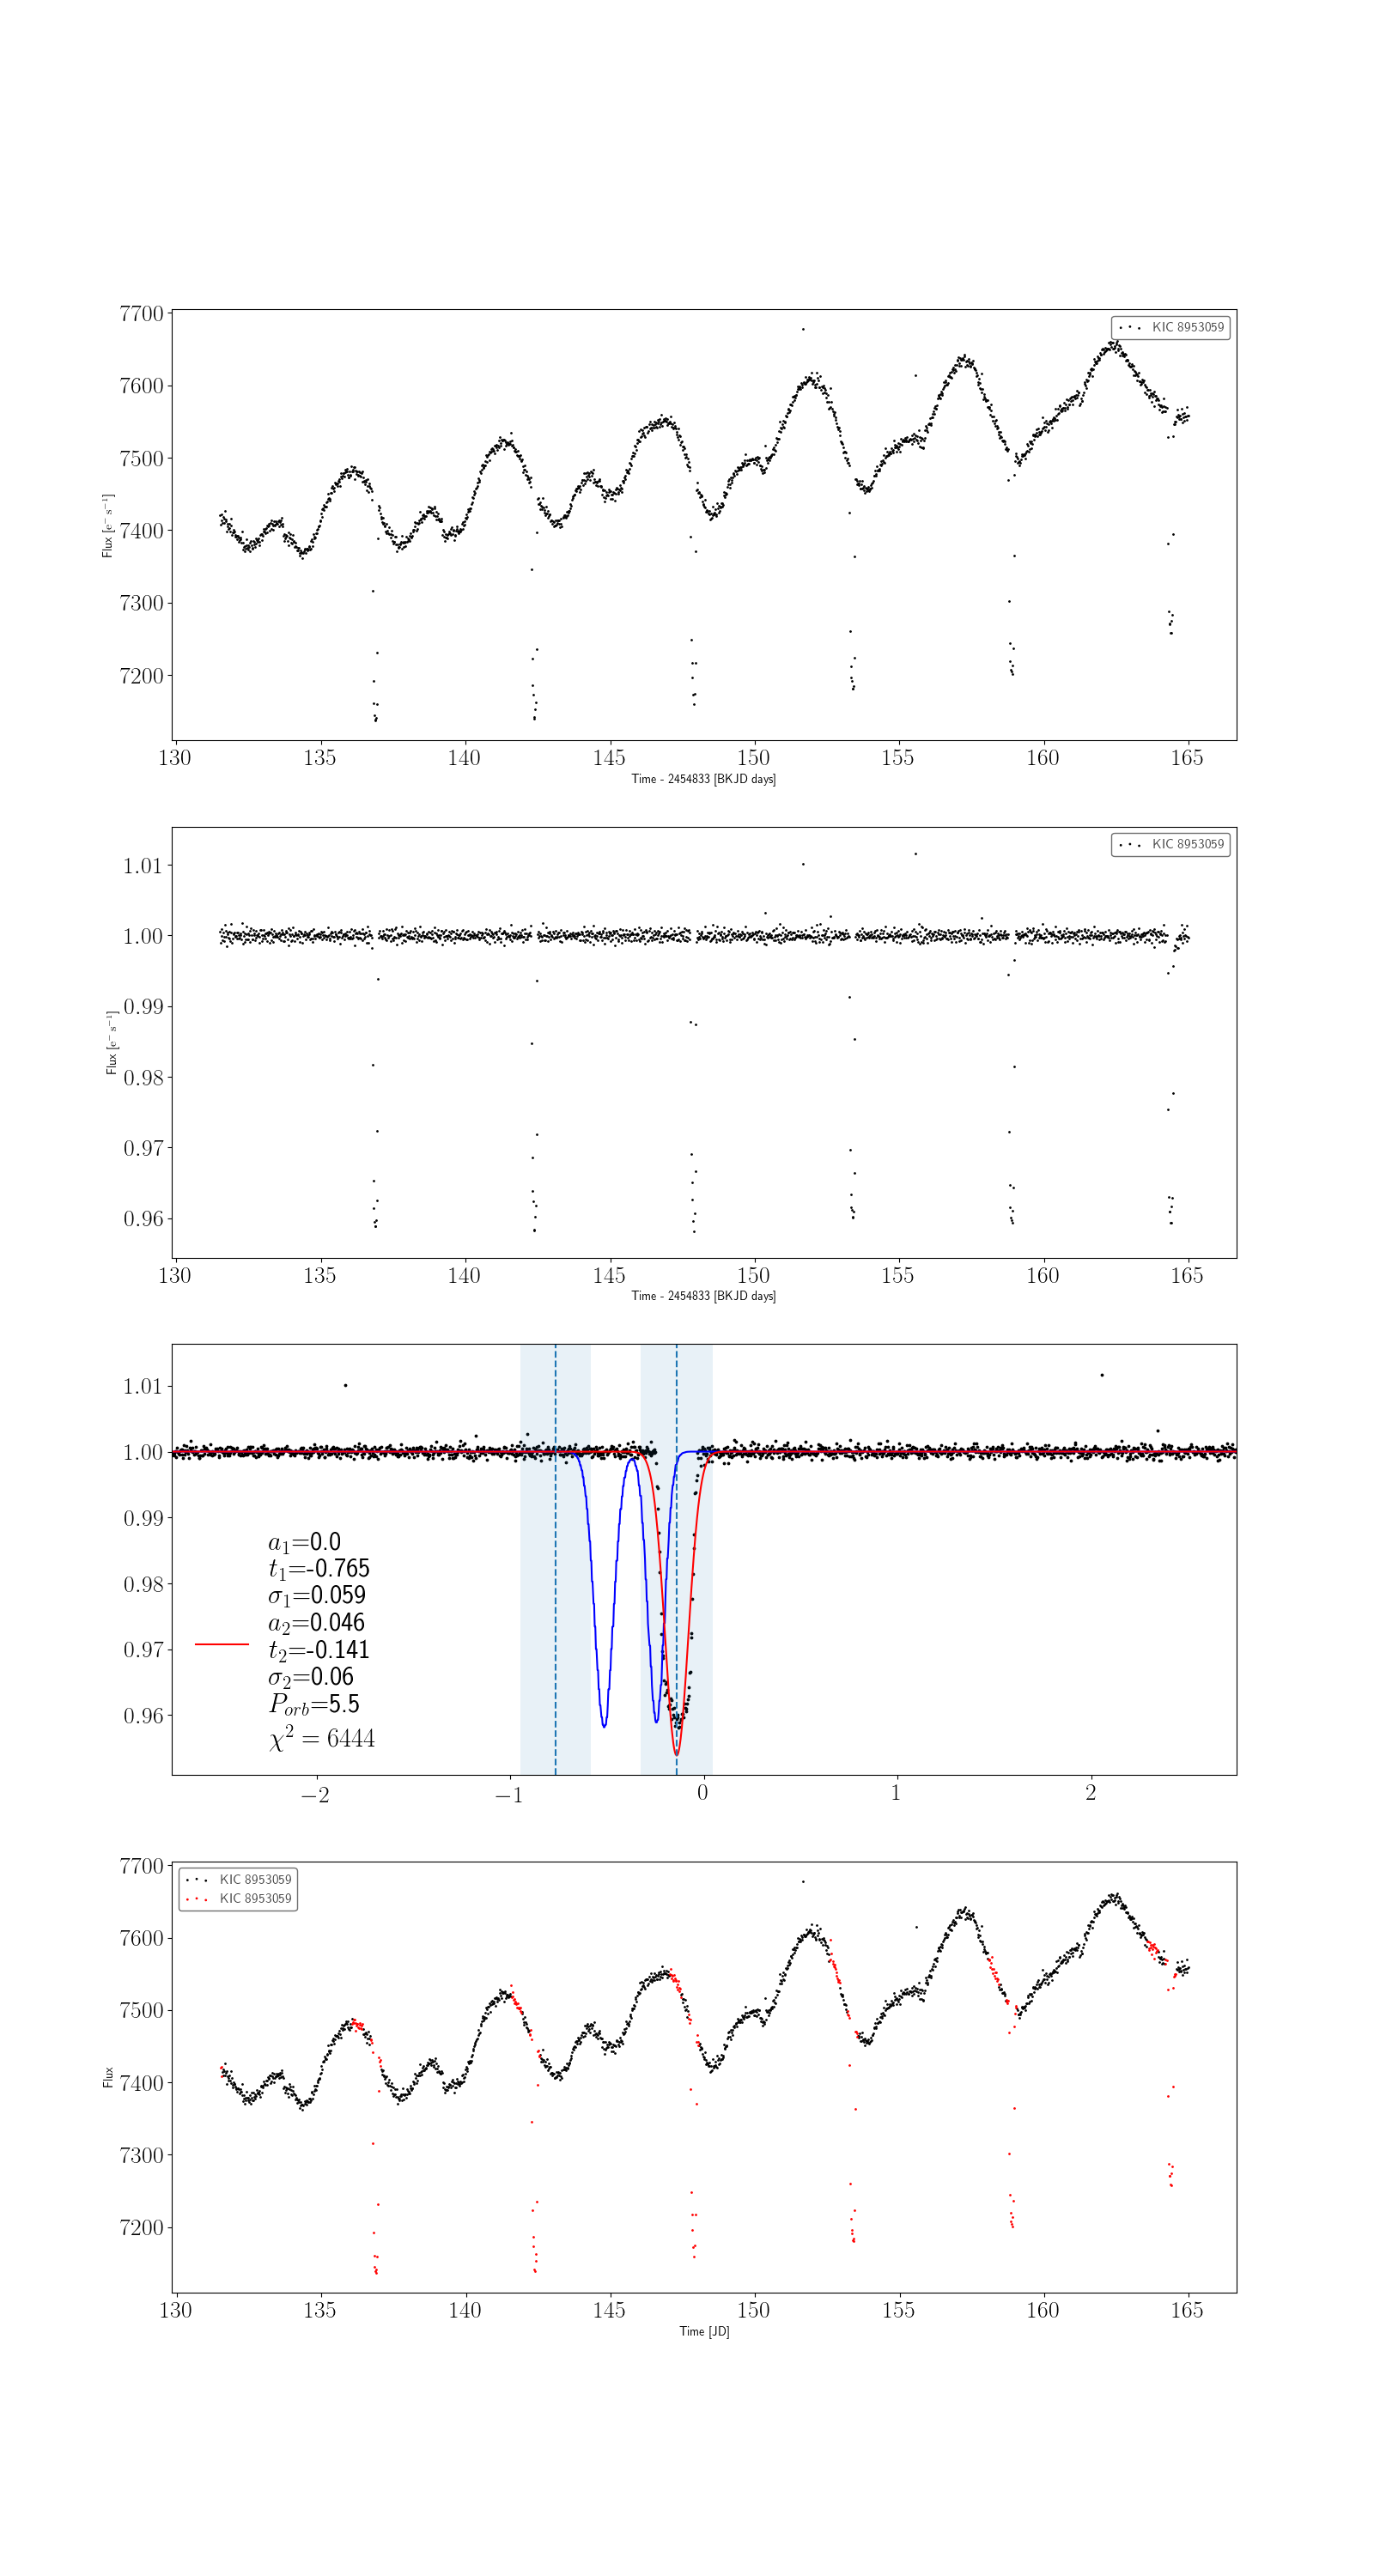 7700
7600
7500
7400
7300
7200
Flux [e⁻ s⁻¹]
KIC 8953059
130 135 140 145 150 155 160 165
Time - 2454833 [BKJD days]
1.01
1.00
0.99
0.98
0.97
0.96
Flux [e⁻ s⁻¹]
KIC 8953059
130 135 140 145 150 155 160 165
Time - 2454833 [BKJD days]
1.01
1.00
0.99
0.98
0.97
0.96
a₁=0.0
t₁=-0.765
σ₁=0.059
a₂=0.046
t₂=-0.141
σ₂=0.06
P_orb=5.5
χ² = 6444
−2 −1 0 1 2
7700
7600
7500
7400
7300
7200
Flux
KIC 8953059
KIC 8953059
130 135 140 145 150 155 160 165
Time [JD]